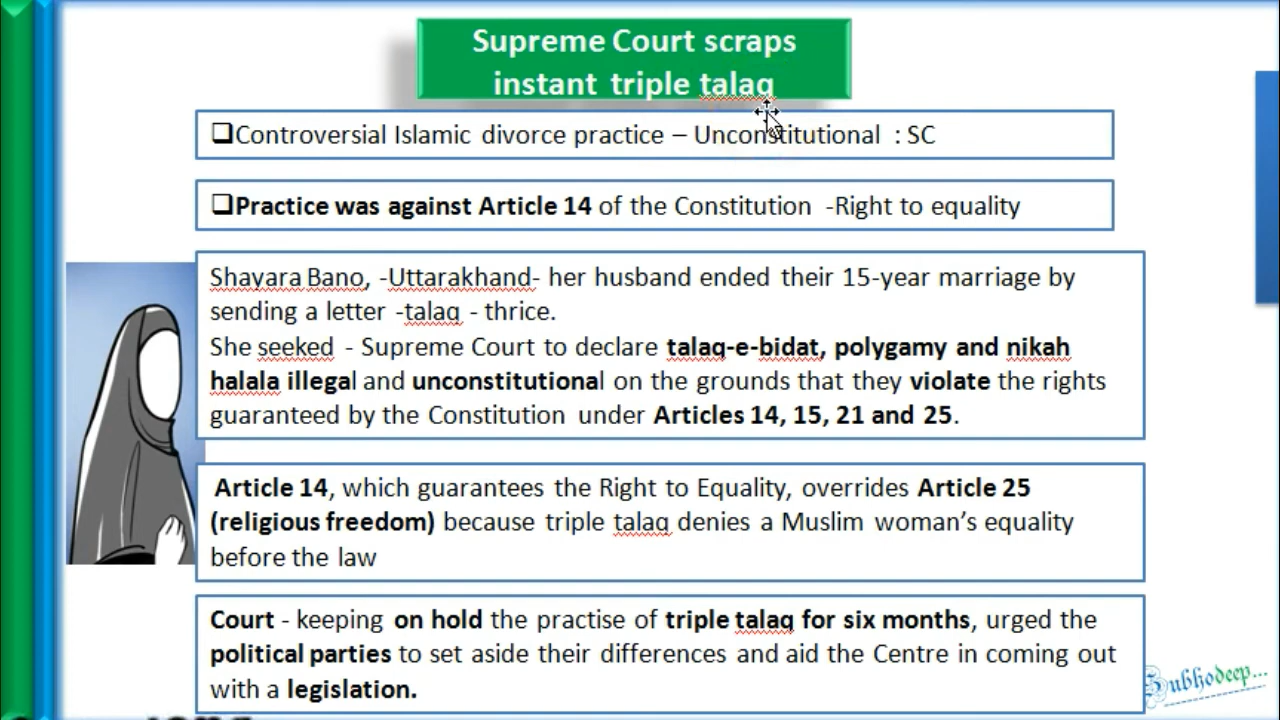 Supreme Court scraps
instant triple talaq
❑Controversial Islamic divorce practice – Unconstitutional : SC
❑Practice was against Article 14 of the Constitution -Right to equality
Shayara Bano, -Uttarakhand- her husband ended their 15-year marriage by
sending a letter -talaq - thrice.
She seeked - Supreme Court to declare talaq-e-bidat, polygamy and nikah
halala illegal and unconstitutional on the grounds that they violate the rights
guaranteed by the Constitution under Articles 14, 15, 21 and 25.
Article 14, which guarantees the Right to Equality, overrides Article 25
(religious freedom) because triple talaq denies a Muslim woman’s equality
before the law
Court - keeping on hold the practise of triple talaq for six months, urged the
political parties to set aside their differences and aid the Centre in coming out
with a legislation.
Subhodeep...